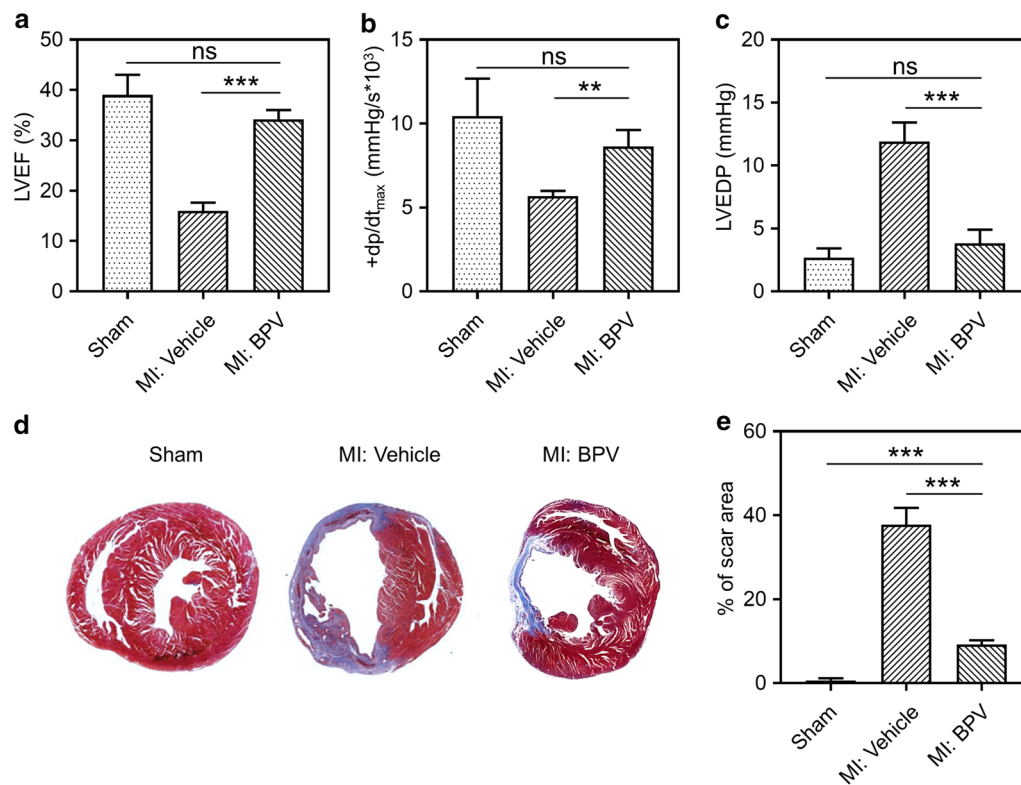 a
50
40
30
20
10
0
LVEF (%)
ns
***
Sham
MI: Vehicle
MI: BPV
b
15
10
5
0
+dp/dtmax (mmHg/s*10³)
ns
**
Sham
MI: Vehicle
MI: BPV
c
20
15
10
5
0
LVEDP (mmHg)
ns
***
Sham
MI: Vehicle
MI: BPV
d
Sham
MI: Vehicle
MI: BPV
e
60
40
20
0
% of scar area
***
***
Sham
MI: Vehicle
MI: BPV